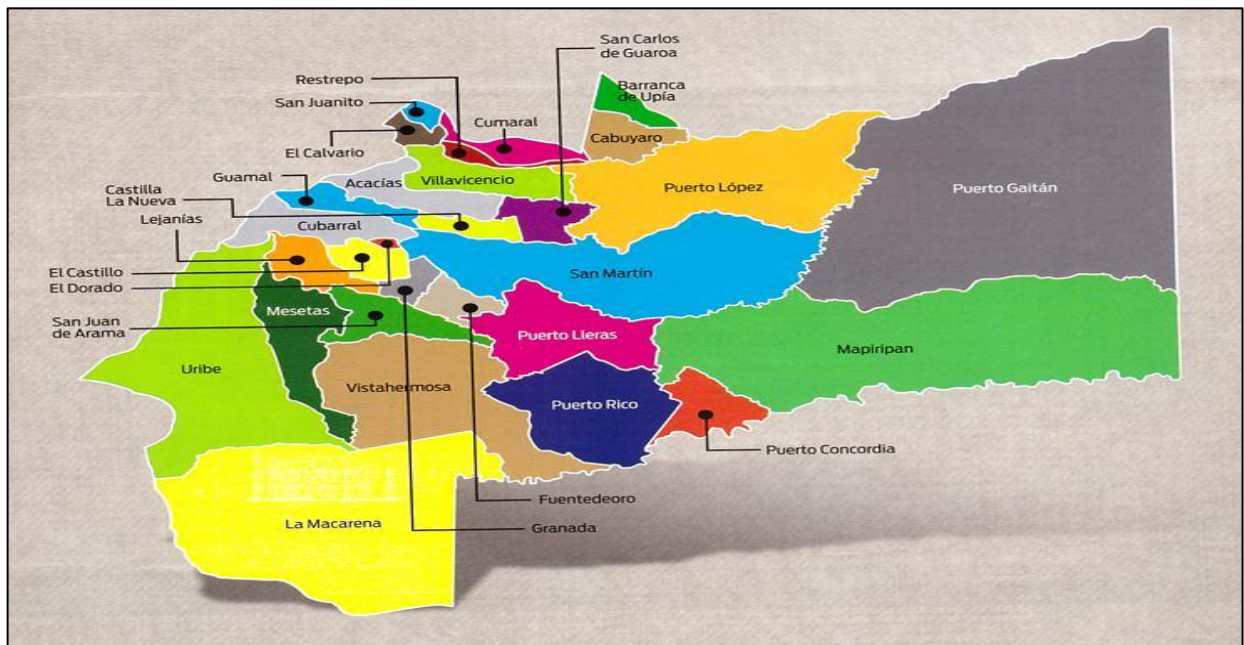 San Carlos
de Guaroa
Restrepo
Barranca
de Upía
San Juanito
Cumaral
Cabuyaro
El Calvario
Guamal
Acacías
Villavicencio
Puerto López
Puerto Gaitán
Castilla
La Nueva
Lejanías
Cubarral
El Castillo
El Dorado
San Martín
Mesetas
San Juan
de Arama
Puerto Lleras
Mapiripan
Uribe
Vistahermosa
Puerto Rico
Puerto Concordia
Fuentedeoro
La Macarena
Granada